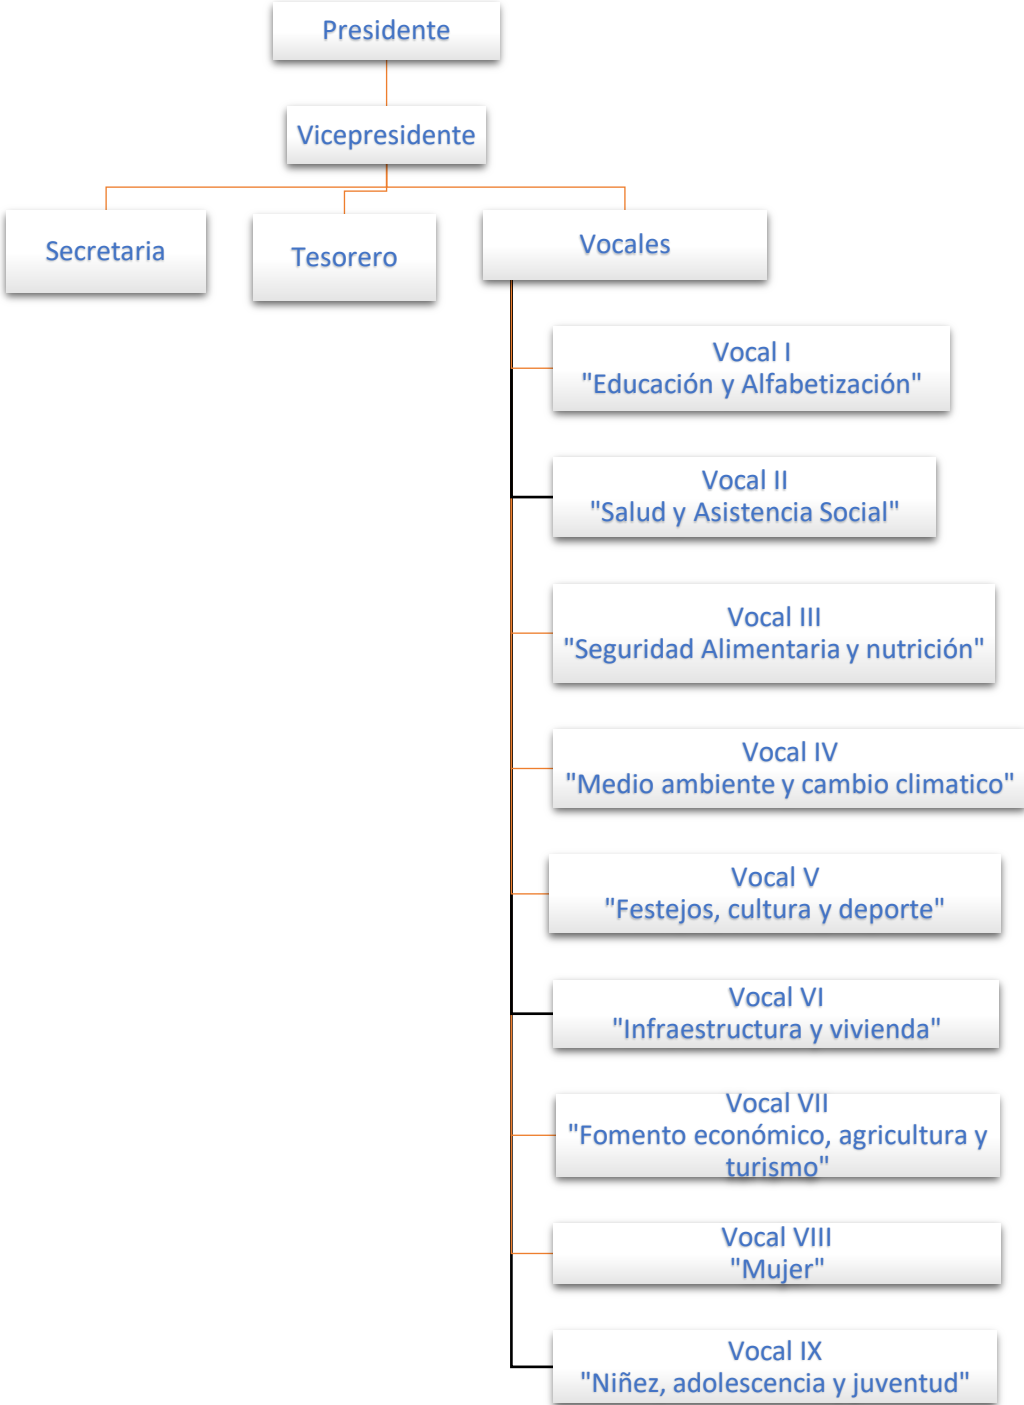 Presidente
Vicepresidente
Secretaria
Tesorero
Vocales
Vocal I
"Educación y Alfabetización"
Vocal II
"Salud y Asistencia Social"
Vocal III
"Seguridad Alimentaria y nutrición"
Vocal IV
"Medio ambiente y cambio climatico"
Vocal V
"Festejos, cultura y deporte"
Vocal VI
"Infraestructura y vivienda"
Vocal VII
"Fomento económico, agricultura y
turismo"
Vocal VIII
"Mujer"
Vocal IX
"Niñez, adolescencia y juventud"